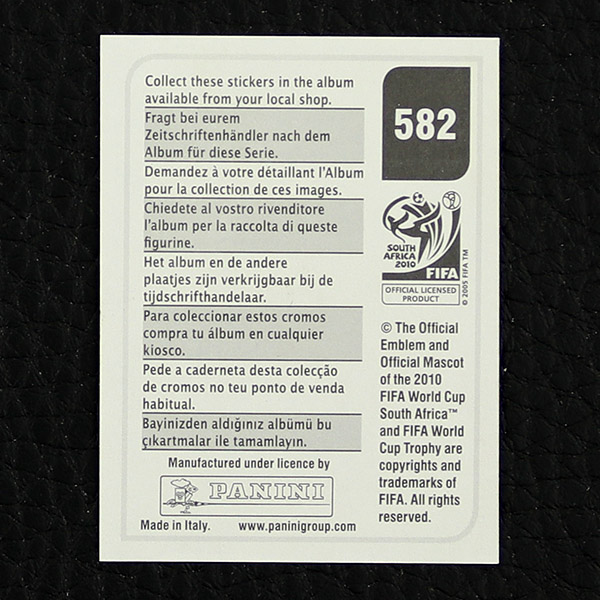 Collect these stickers in the album
available from your local shop.
Fragt bei eurem
Zeitschriftenhändler nach dem
Album für diese Serie.
Demandez à votre détaillant l'Album
pour la collection de ces images.
Chiedete al vostro rivenditore
l'album per la raccolta di queste
figurine.
Het album en de andere
plaatjes zijn verkrijgbaar bij de
tijdschrifthandelaar.
Para coleccionar estos cromos
compra tu álbum en cualquier
kiosco.
Pede a caderneta desta colecção
de cromos no teu ponto de venda
habitual.
Bayinizden aldığınız albümü bu
çıkartmalar ile tamamlayın.
Manufactured under licence by
PANINI
Made in Italy. www.paninigroup.com
582
SOUTH
AFRICA
2010
FIFA
OFFICIAL LICENSED
PRODUCT
© 2005 FIFA TM
© The Official
Emblem and
Official Mascot
of the 2010
FIFA World Cup
South Africa™
and FIFA World
Cup Trophy are
copyrights and
trademarks of
FIFA. All rights
reserved.